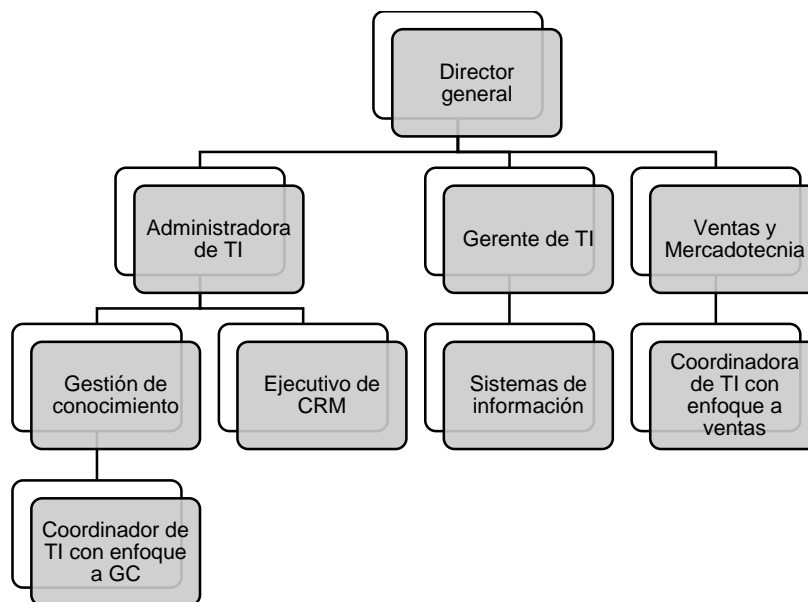 Director
general
Administradora
de TI
Gerente de TI
Ventas y
Mercadotecnia
Gestión de
conocimiento
Ejecutivo de
CRM
Sistemas de
información
Coordinadora
de TI con
enfoque a
ventas
Coordinador de
TI con enfoque
a GC